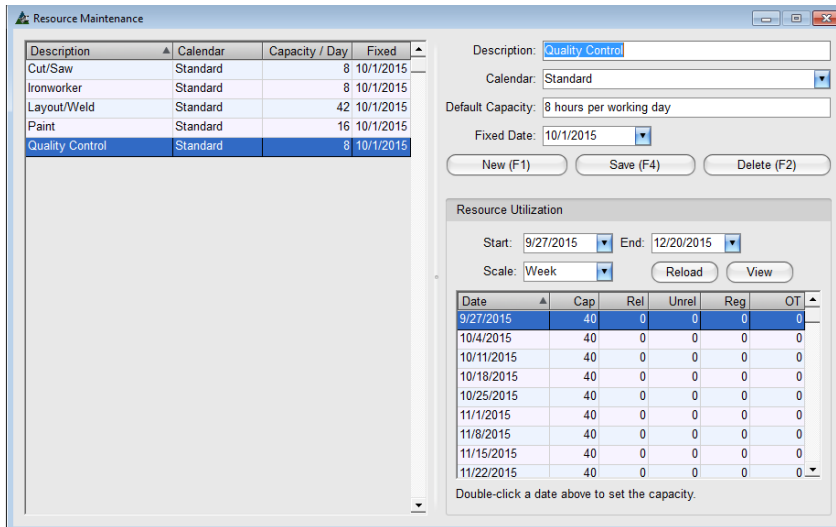 Resource Maintenance
Description Calendar Capacity / Day Fixed
Cut/Saw Standard 8 10/1/2015
Ironworker Standard 8 10/1/2015
Layout/Weld Standard 42 10/1/2015
Paint Standard 16 10/1/2015
Quality Control Standard 8 10/1/2015
Description: Quality Control
Calendar: Standard
Default Capacity: 8 hours per working day
Fixed Date: 10/1/2015
New (F1) Save (F4) Delete (F2)
Resource Utilization
Start: 9/27/2015 End: 12/20/2015
Scale: Week Reload View
Date Cap Rel Unrel Reg OT
9/27/2015 40 0 0 0 0
10/4/2015 40 0 0 0 0
10/11/2015 40 0 0 0 0
10/18/2015 40 0 0 0 0
10/25/2015 40 0 0 0 0
11/1/2015 40 0 0 0 0
11/8/2015 40 0 0 0 0
11/15/2015 40 0 0 0 0
11/22/2015 40 0 0 0 0
Double-click a date above to set the capacity.